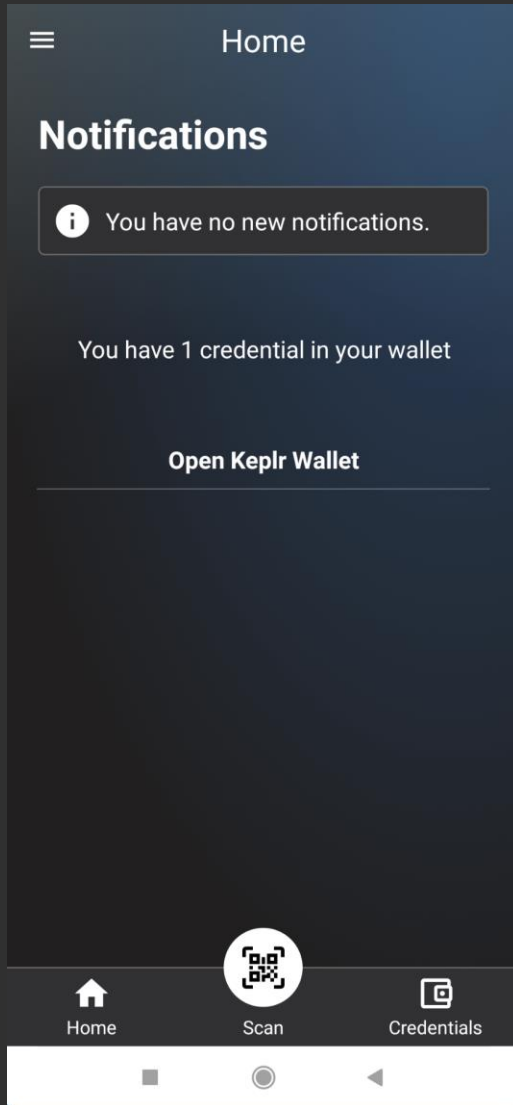 Home
Notifications
You have no new notifications.
You have 1 credential in your wallet
Open Keplr Wallet
Home
Scan
Credentials